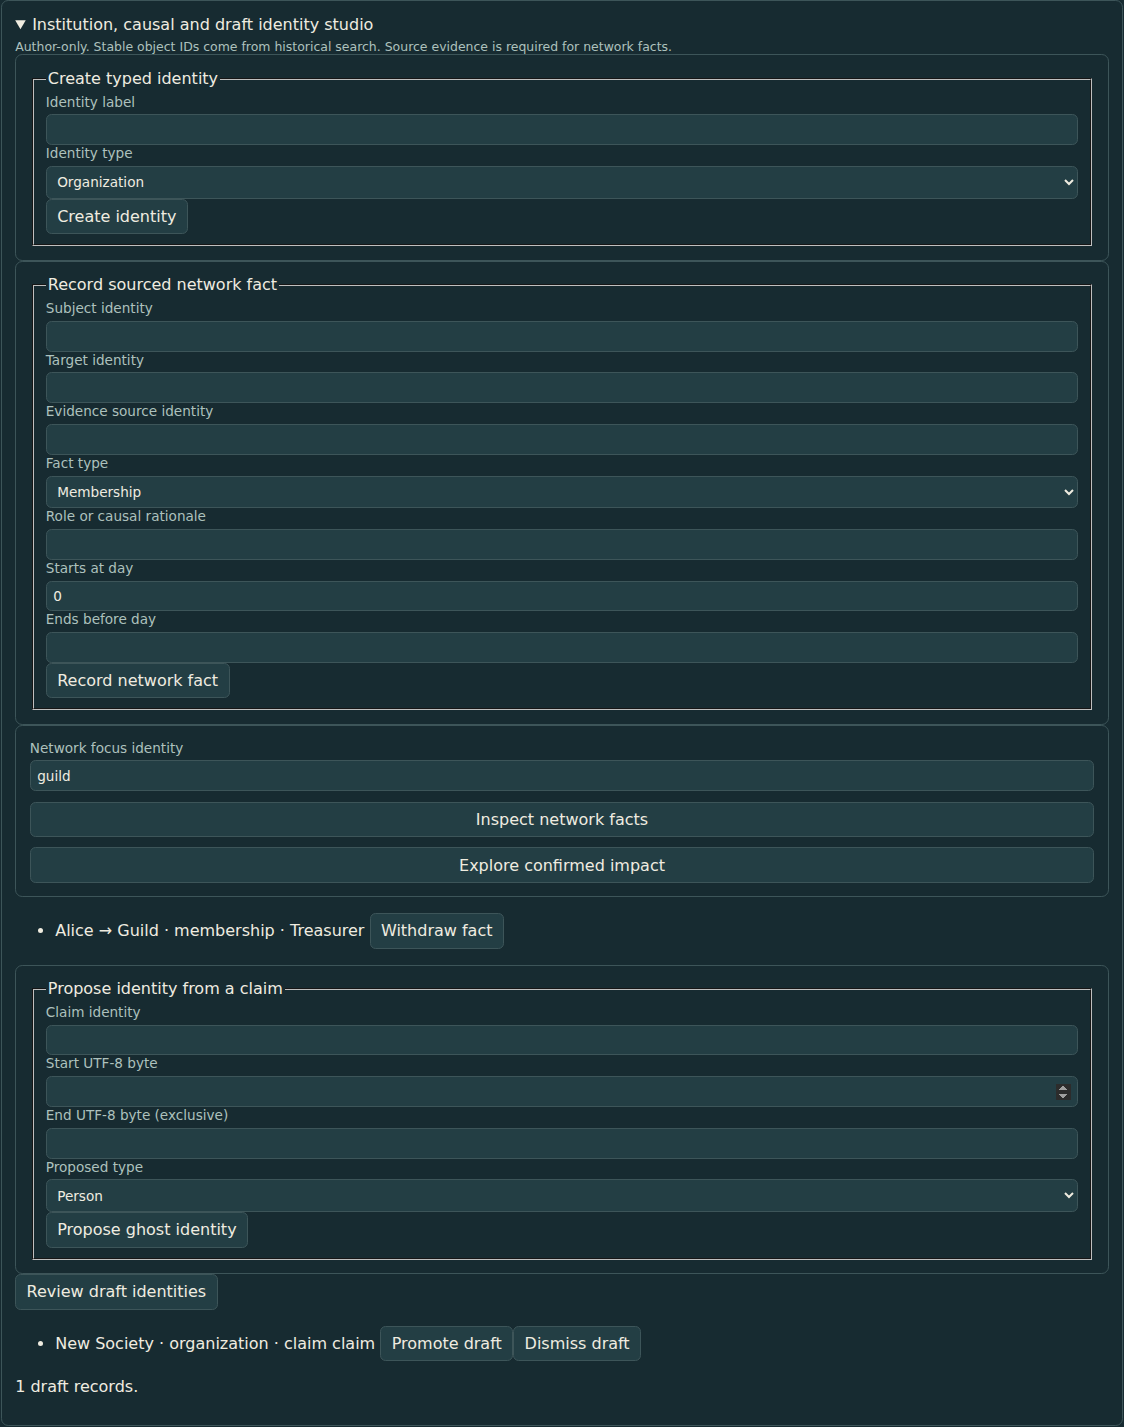 ▼ Institution, causal and draft identity studio
Author-only. Stable object IDs come from historical search. Source evidence is required for network facts.
Create typed identity
Identity label
Identity type
Organization
Create identity
Record sourced network fact
Subject identity
Target identity
Evidence source identity
Fact type
Membership
Role or causal rationale
Starts at day
0
Ends before day
Record network fact
Network focus identity
guild
Inspect network facts
Explore confirmed impact
• Alice → Guild · membership · Treasurer Withdraw fact
Propose identity from a claim
Claim identity
Start UTF-8 byte
End UTF-8 byte (exclusive)
Proposed type
Person
Propose ghost identity
Review draft identities
• New Society · organization · claim claim Promote draft Dismiss draft
1 draft records.